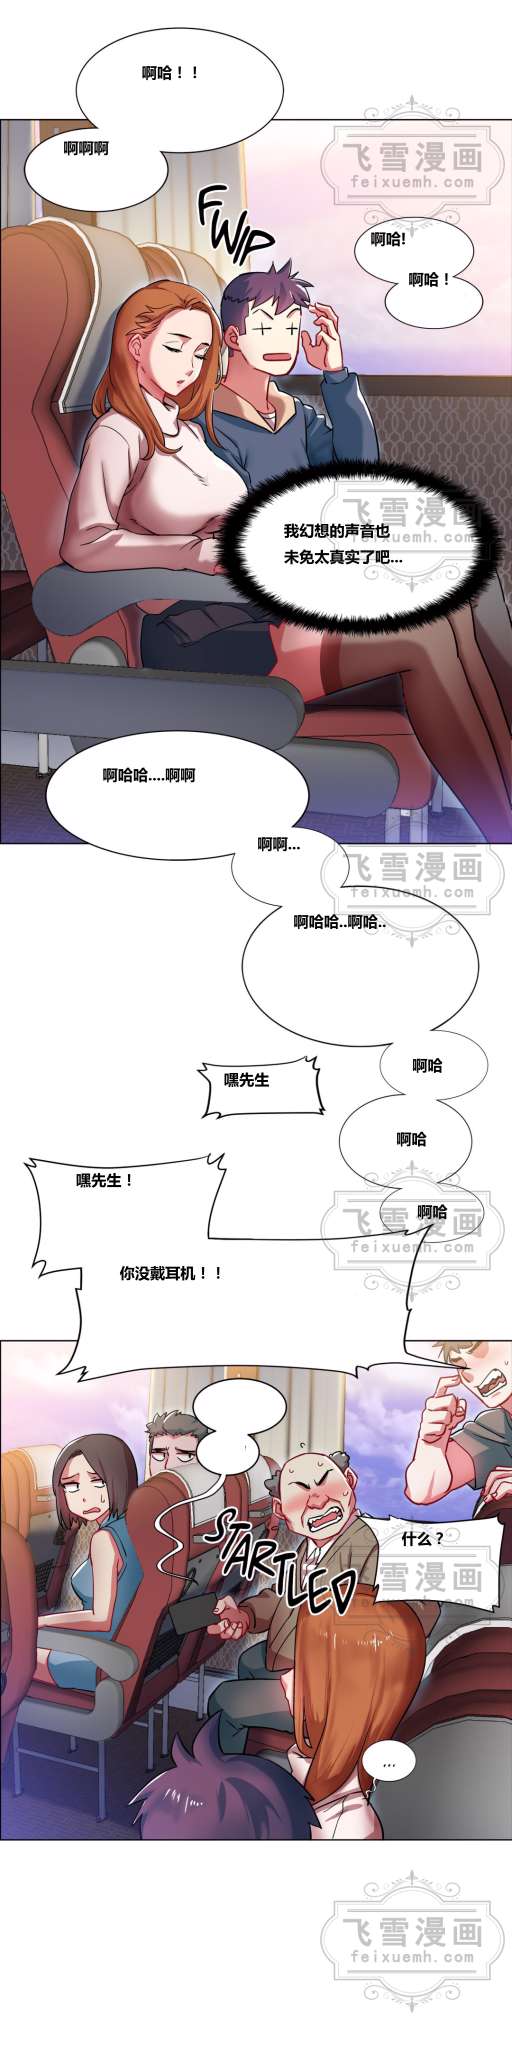 啊哈！！
啊啊啊
飞雪漫画
feixuemh.com
FWIP
啊哈!
啊哈！
我幻想的声音也
未免太真实了吧...
飞雪漫画
feixuemh.com
啊哈哈....啊啊
啊啊...
飞雪漫画
feixuemh.com
啊哈哈..啊哈..
啊哈
嘿先生
啊哈
嘿先生！
啊哈
飞雪漫画
feixuemh.com
你没戴耳机！！
STARTLED
什么？
飞雪漫画
feixuemh.com
...
飞雪漫画
feixuemh.com